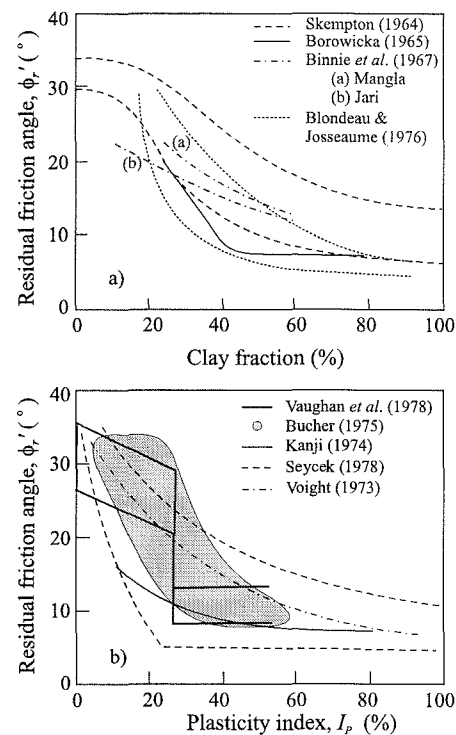 40
30
20
10
0
Residual friction angle, ϕr′ (°)
Skempton (1964)
Borowicka (1965)
Binnie et al. (1967)
(a) Mangla
(b) Jari
Blondeau &
Josseaume (1976)
(a)
(b)
a)
0 20 40 60 80 100
Clay fraction (%)
40
30
20
10
0
Residual friction angle, ϕr′ (°)
Vaughan et al. (1978)
Bucher (1975)
Kanji (1974)
Seycek (1978)
Voight (1973)
b)
0 20 40 60 80 100
Plasticity index, IP (%)